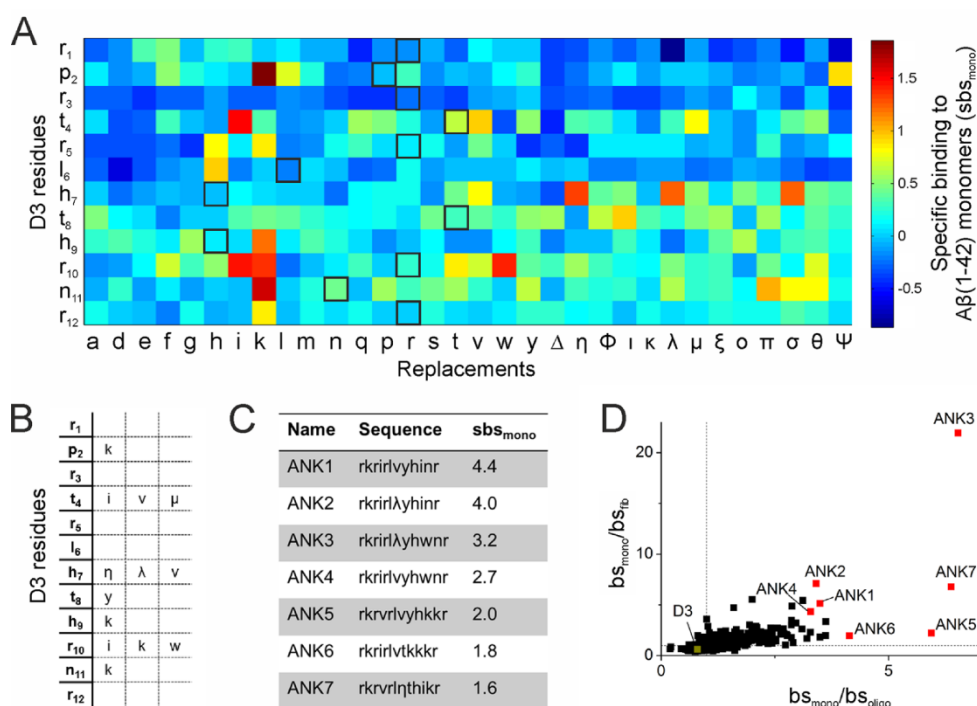 A
D3 residues
r1
p2
r3
t4
r5
l6
h7
t8
h9
r10
n11
r12
a d e f g h i k l m n q p r s t v w y Δ η Φ ι κ λ μ ξ ο π σ θ Ψ
Replacements
1.5
1
0.5
0
-0.5
Specific binding to
Aβ(1-42) monomers (sbsmono)
B
D3 residues
r1
p2 k
r3
t4 i v μ
r5
l6
h7 η λ v
t8 y
h9 k
r10 i k w
n11 k
r12
C
Name Sequence sbsmono
ANK1 rkrirlvyhinr 4.4
ANK2 rkrirlλyhinr 4.0
ANK3 rkrirlλyhwnr 3.2
ANK4 rkrirlvyhwnr 2.7
ANK5 rkrvrlvyhkkr 2.0
ANK6 rkrirlvtkkkr 1.8
ANK7 rkrvrlηthikr 1.6
D
bsmono/bsfib
20
10
0
ANK3
ANK2
ANK7
ANK4
ANK1
D3
ANK6
ANK5
0
5
bsmono/bsoligo